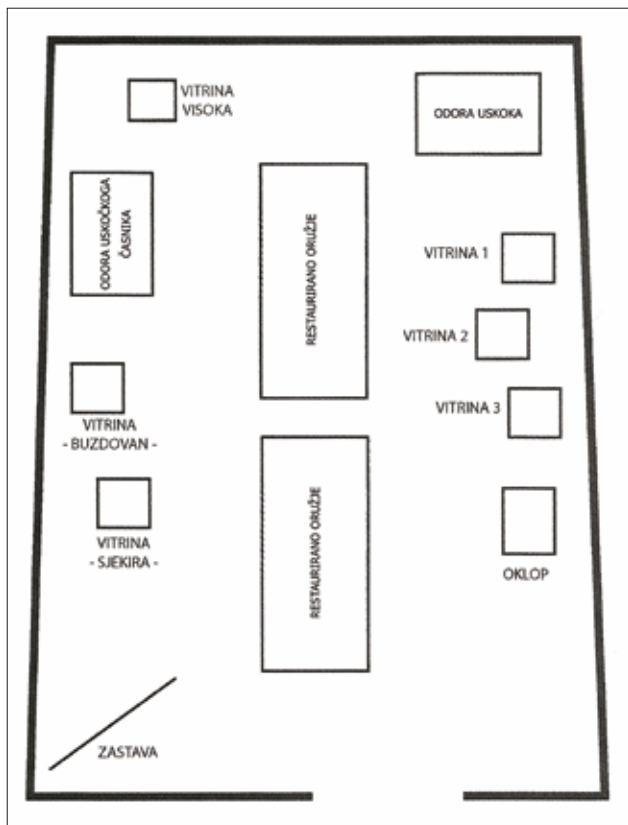 VITRINA
VISOKA
ODORA USKOKA
ODORA USKOČKOGA
ČASNIKA
RESTAURIRANO ORUŽJE
VITRINA 1
VITRINA 2
VITRINA 3
VITRINA
- BUZDOVAN -
VITRINA
- SJEKIRA -
RESTAURIRANO ORUŽJE
OKLOP
ZASTAVA